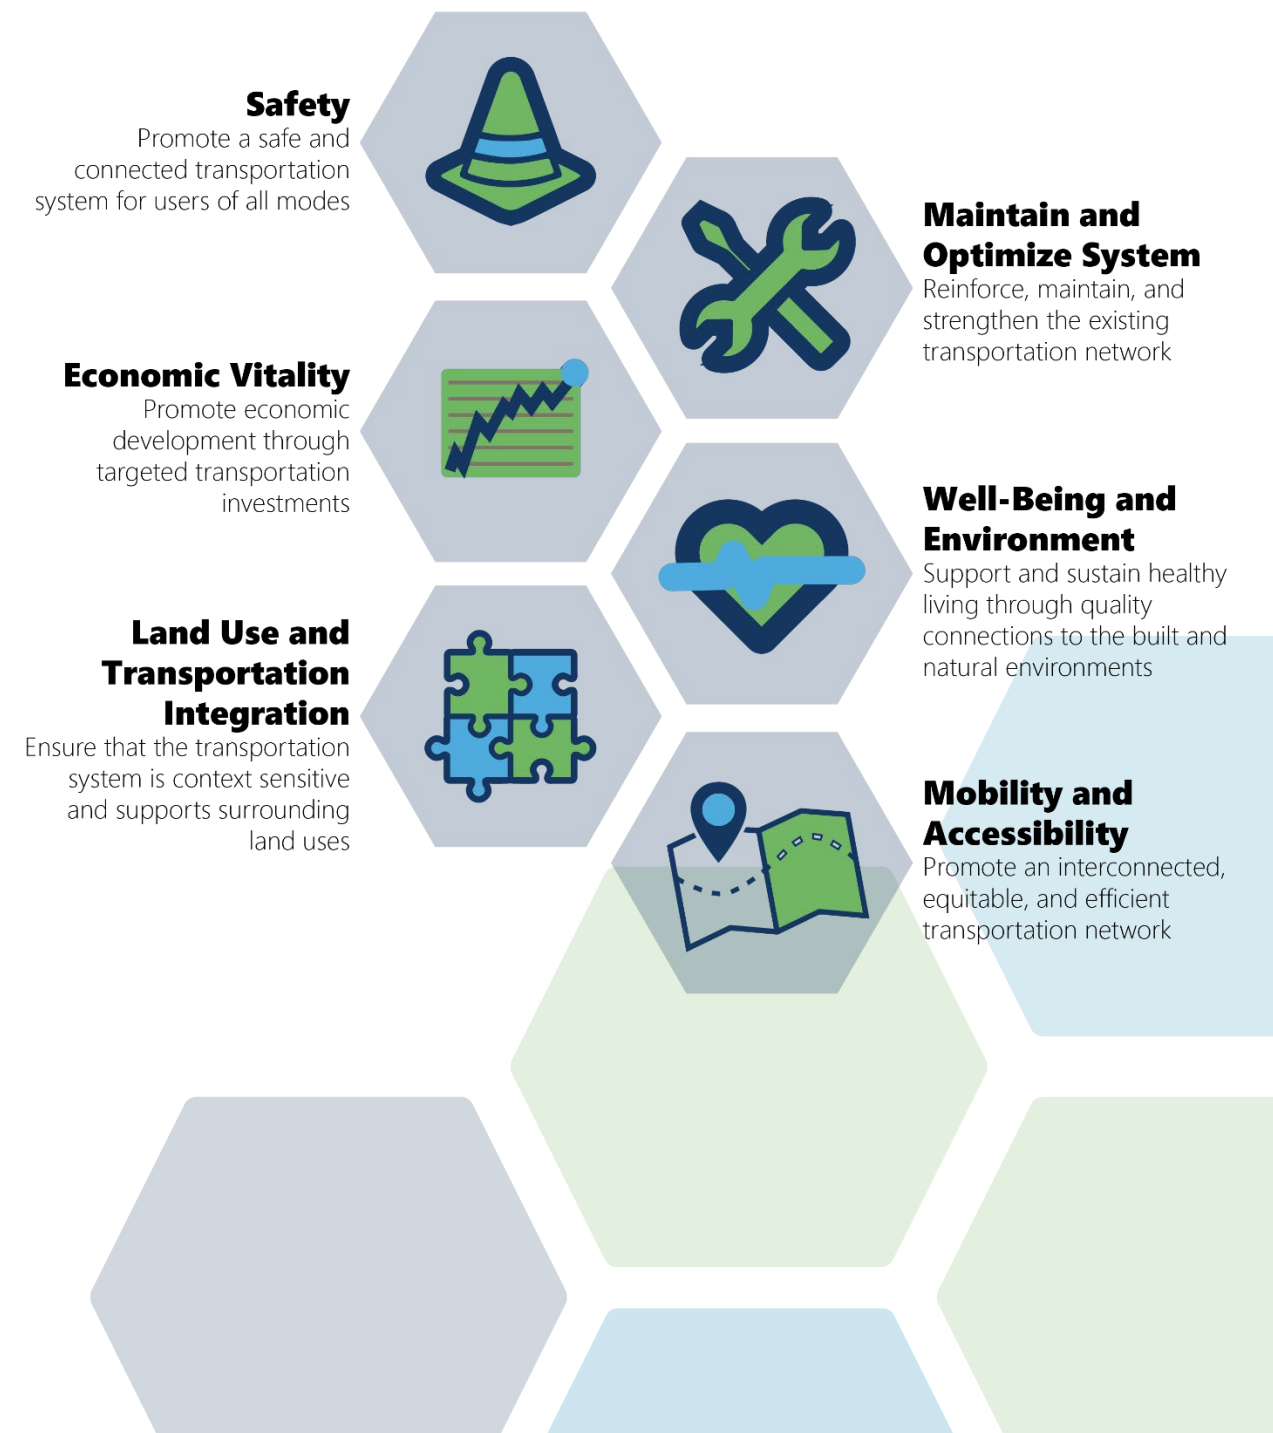 Safety
Promote a safe and
connected transportation
system for users of all modes
Maintain and
Optimize System
Reinforce, maintain, and
strengthen the existing
transportation network
Economic Vitality
Promote economic
development through
targeted transportation
investments
Well-Being and
Environment
Support and sustain healthy
living through quality
connections to the built and
natural environments
Land Use and
Transportation
Integration
Ensure that the transportation
system is context sensitive
and supports surrounding
land uses
Mobility and
Accessibility
Promote an interconnected,
equitable, and efficient
transportation network